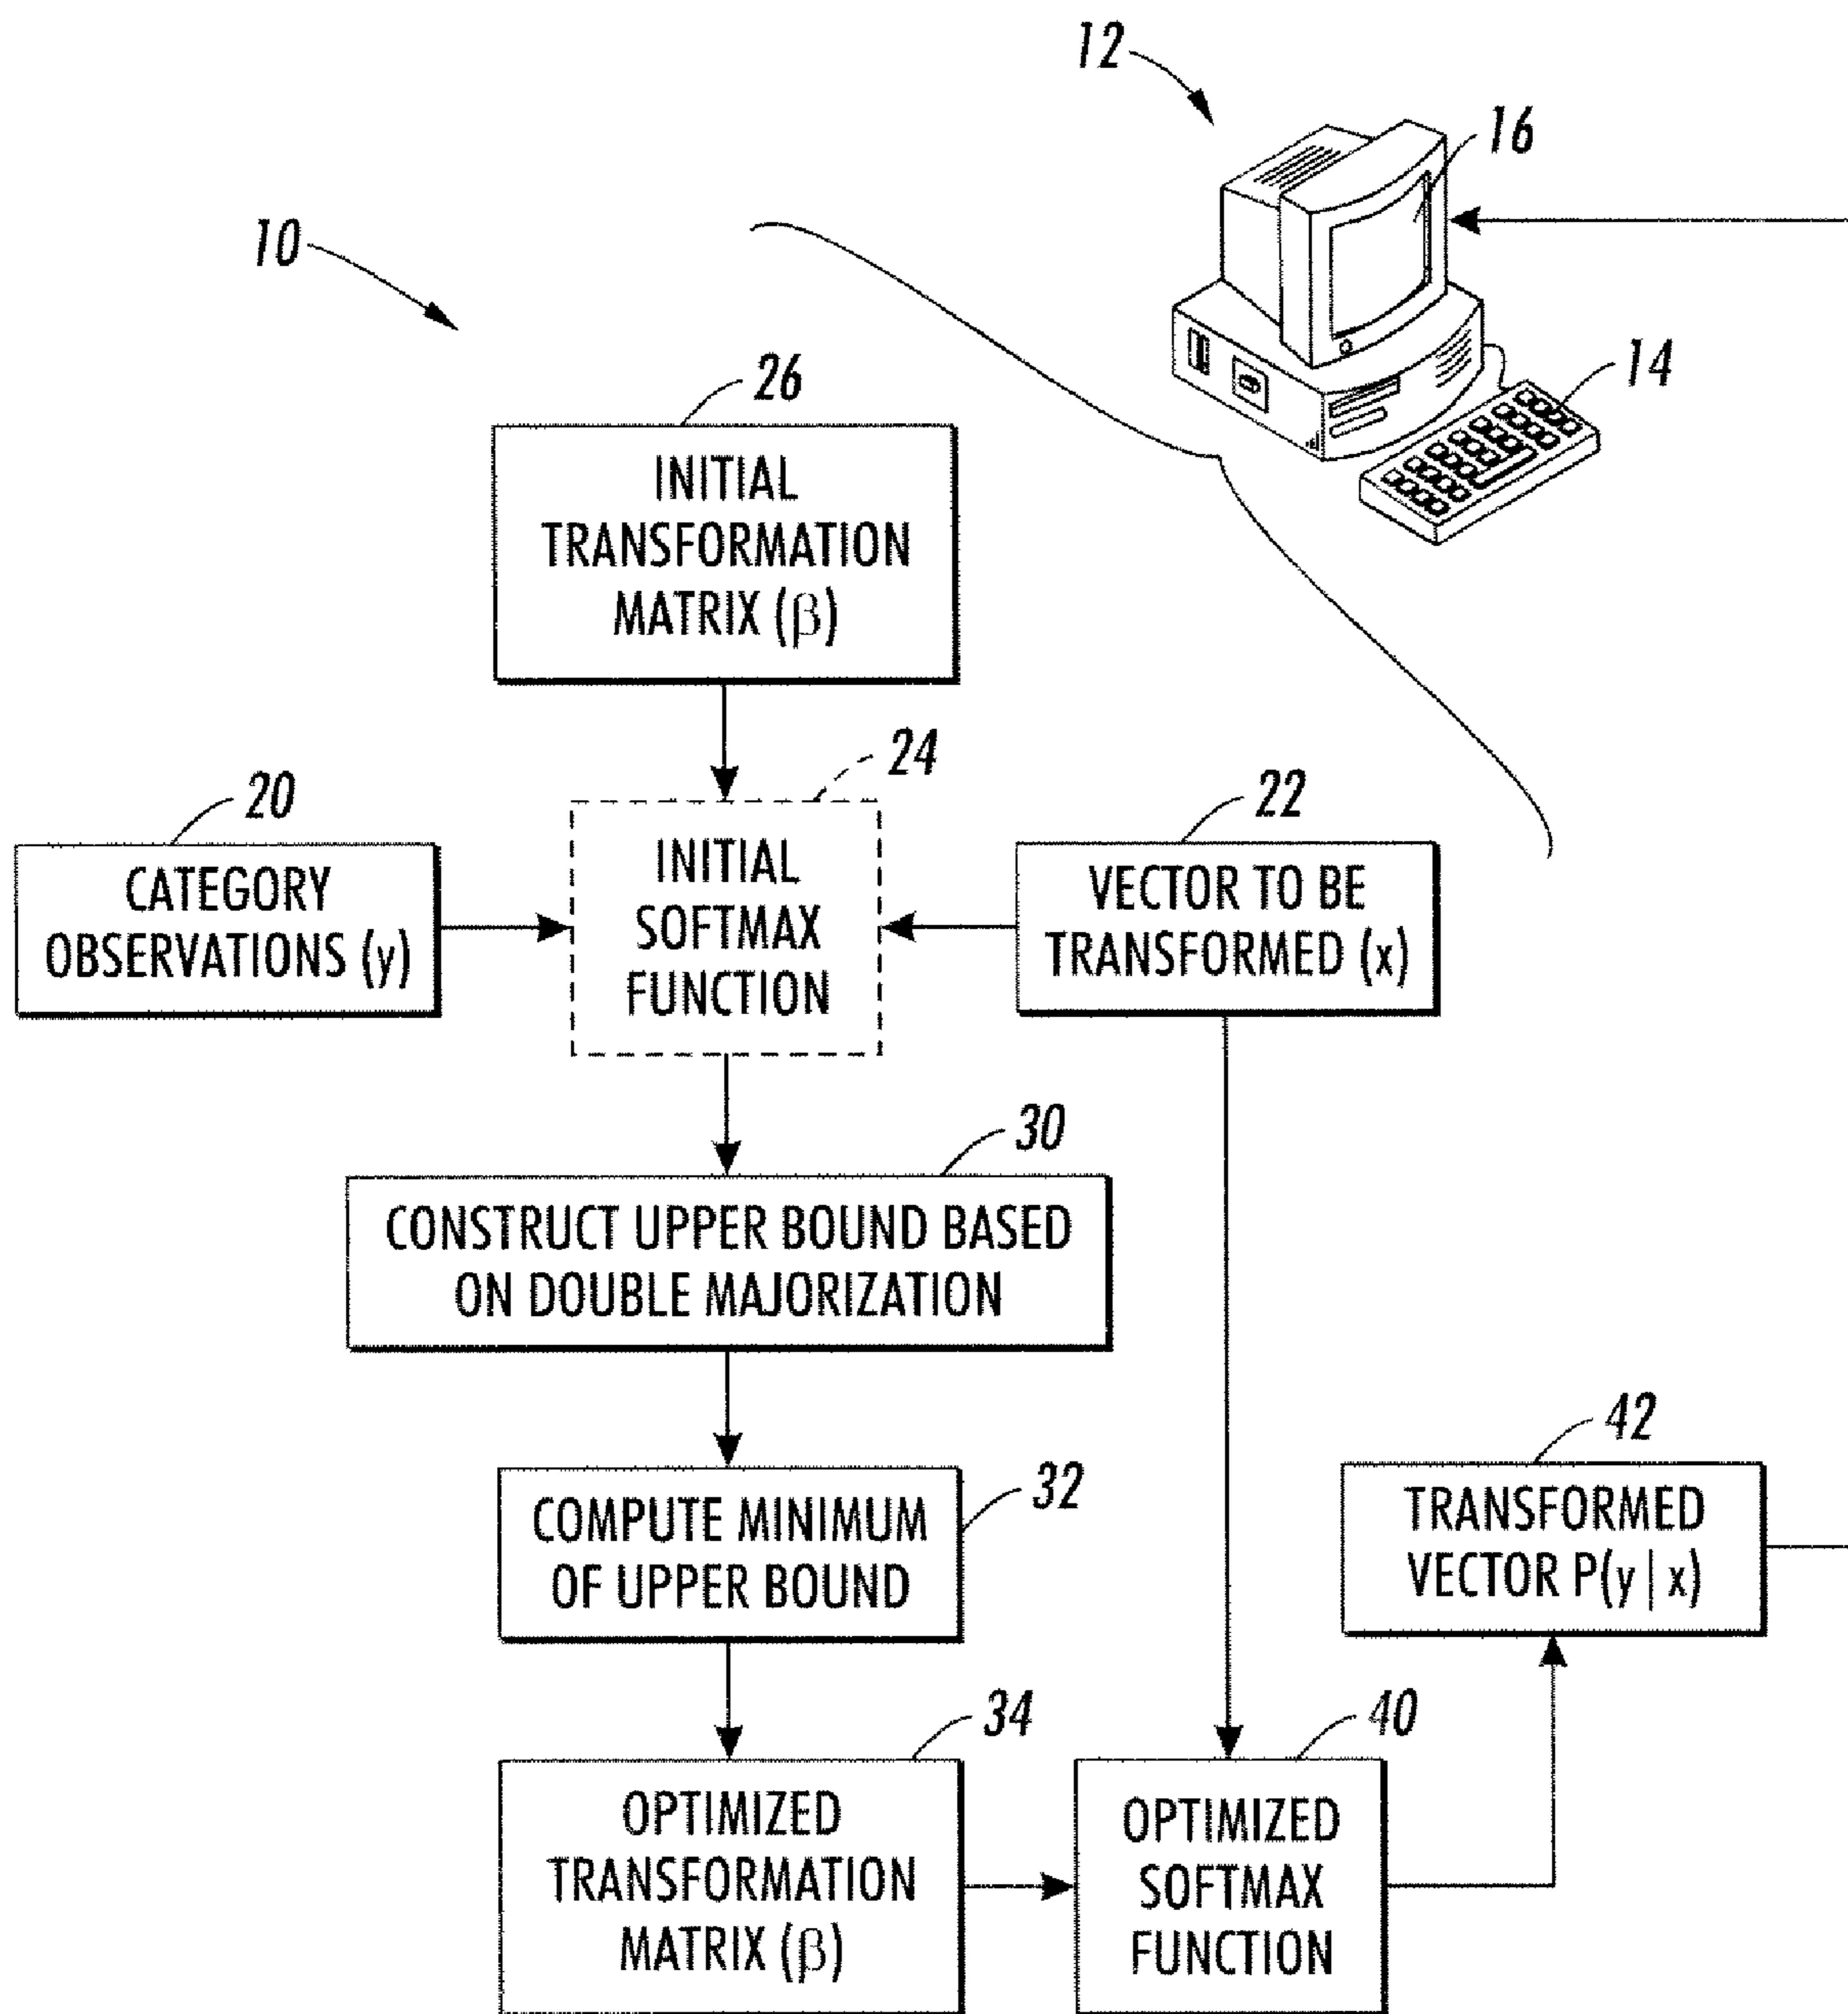 12
16
10
14
26
INITIAL
TRANSFORMATION
MATRIX (β)
24
20
22
CATEGORY
OBSERVATIONS (y)
INITIAL
SOFTMAX
FUNCTION
VECTOR TO BE
TRANSFORMED (x)
30
CONSTRUCT UPPER BOUND BASED
ON DOUBLE MAJORIZATION
32
COMPUTE MINIMUM
OF UPPER BOUND
42
TRANSFORMED
VECTOR P(y | x)
34
OPTIMIZED
TRANSFORMATION
MATRIX (β)
40
OPTIMIZED
SOFTMAX
FUNCTION